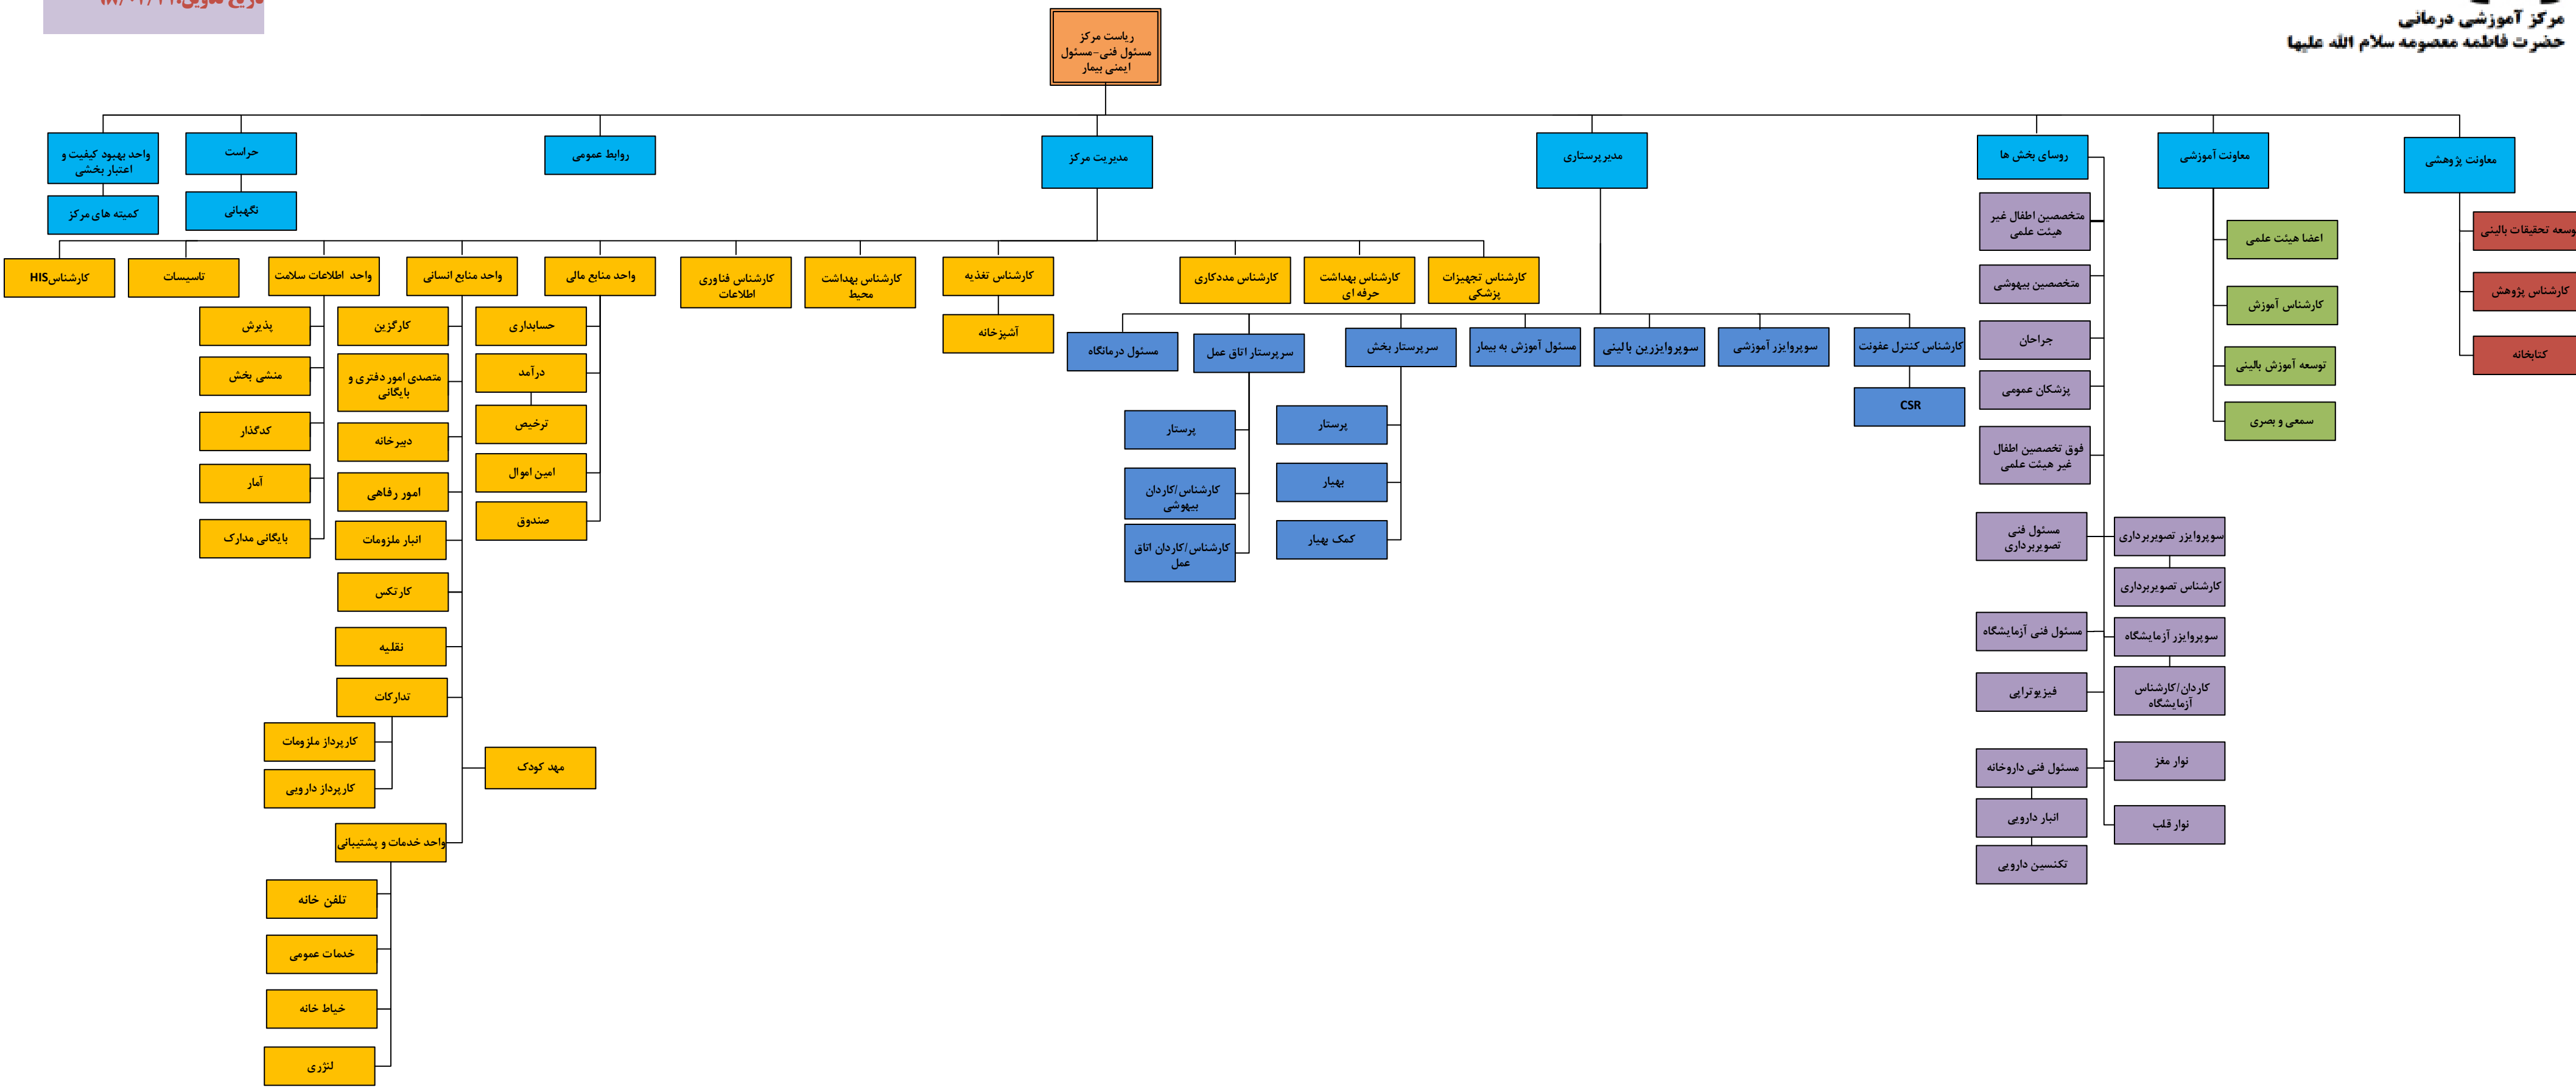 مرکز آموزشی درمانی
حضرت فاطمه معصومه سلام الله علیها
ریاست مرکز
مسئول فنی-مسئول
ایمنی بیمار
معاونت پژوهشی
معاونت آموزشی
روسای بخش ها
مدیرپرستاری
مدیریت مرکز
روابط عمومی
حراست
واحد بهبود کیفیت و
اعتبار بخشی
نگهبانی
کمیته های مرکز
وسعه تحقیقات بالینی
کارشناس پژوهش
کتابخانه
اعضا هیئت علمی
کارشناس آموزش
توسعه آموزش بالینی
سمعی و بصری
متخصصین اطفال غیر
هیئت علمی
متخصصین بیهوشی
جراحان
پزشکان عمومی
فوق تخصصین اطفال
غیر هیئت علمی
سوپروایزر تصویربرداری
مسئول فنی
تصویربرداری
کارشناس تصویربرداری
سوپروایزر آزمایشگاه
مسئول فنی آزمایشگاه
کاردان/کارشناس
آزمایشگاه
فیزیوتراپی
نوار مغز
مسئول فنی داروخانه
انبار دارویی
نوار قلب
تکنسین دارویی
کارشناس کنترل عفونت
CSR
سوپروایزر آموزشی
سوپروایزرین بالینی
مسئول آموزش به بیمار
سرپرستار بخش
پرستار
بهیار
کمک بهیار
سرپرستار اتاق عمل
پرستار
کارشناس/کاردان
بیهوشی
کارشناس/کاردان اتاق
عمل
مسئول درمانگاه
کارشناس تجهیزات
پزشکی
کارشناس بهداشت
حرفه ای
کارشناس مددکاری
کارشناس تغذیه
آشپزخانه
کارشناس بهداشت
محیط
کارشناس فناوری
اطلاعات
واحد منابع مالی
حسابداری
درآمد
ترخیص
امین اموال
صندوق
واحد منابع انسانی
کارگزین
متصدی امور دفتری و
بایگانی
دبیرخانه
امور رفاهی
انبار ملزومات
کارتکس
نقلیه
تدارکات
کارپرداز ملزومات
کارپرداز دارویی
مهد کودک
واحد خدمات و پشتیبانی
تلفن خانه
خدمات عمومی
خیاط خانه
لنژری
واحد اطلاعات سلامت
پذیرش
منشی بخش
کدگذار
آمار
بایگانی مدارک
تاسیسات
کارشناسHIS